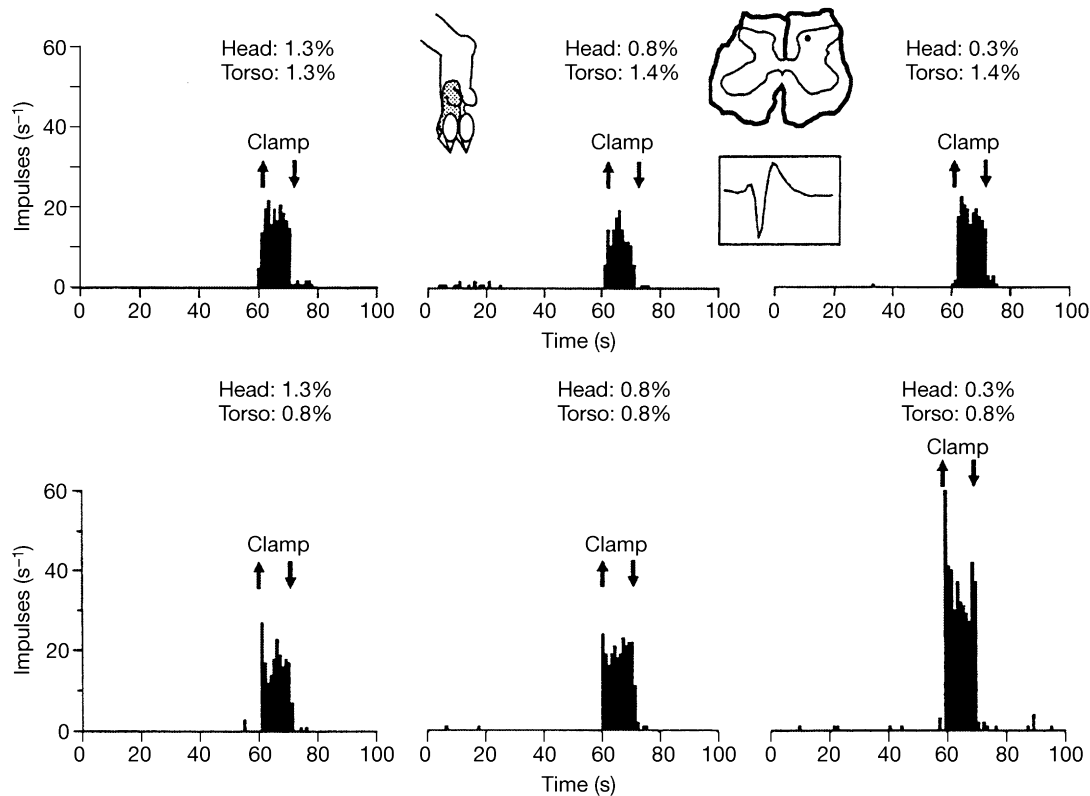 Head: 1.3%
Torso: 1.3%
Head: 0.8%
Torso: 1.4%
Head: 0.3%
Torso: 1.4%
Clamp
Clamp
Clamp
Impulses (s⁻¹)
60
40
20
0
0 20 40 60 80 100
0 20 40 60 80 100
0 20 40 60 80 100
Time (s)
Head: 1.3%
Torso: 0.8%
Head: 0.8%
Torso: 0.8%
Head: 0.3%
Torso: 0.8%
Clamp
Clamp
Clamp
Impulses (s⁻¹)
60
40
20
0
0 20 40 60 80 100
0 20 40 60 80 100
0 20 40 60 80 100
Time (s)